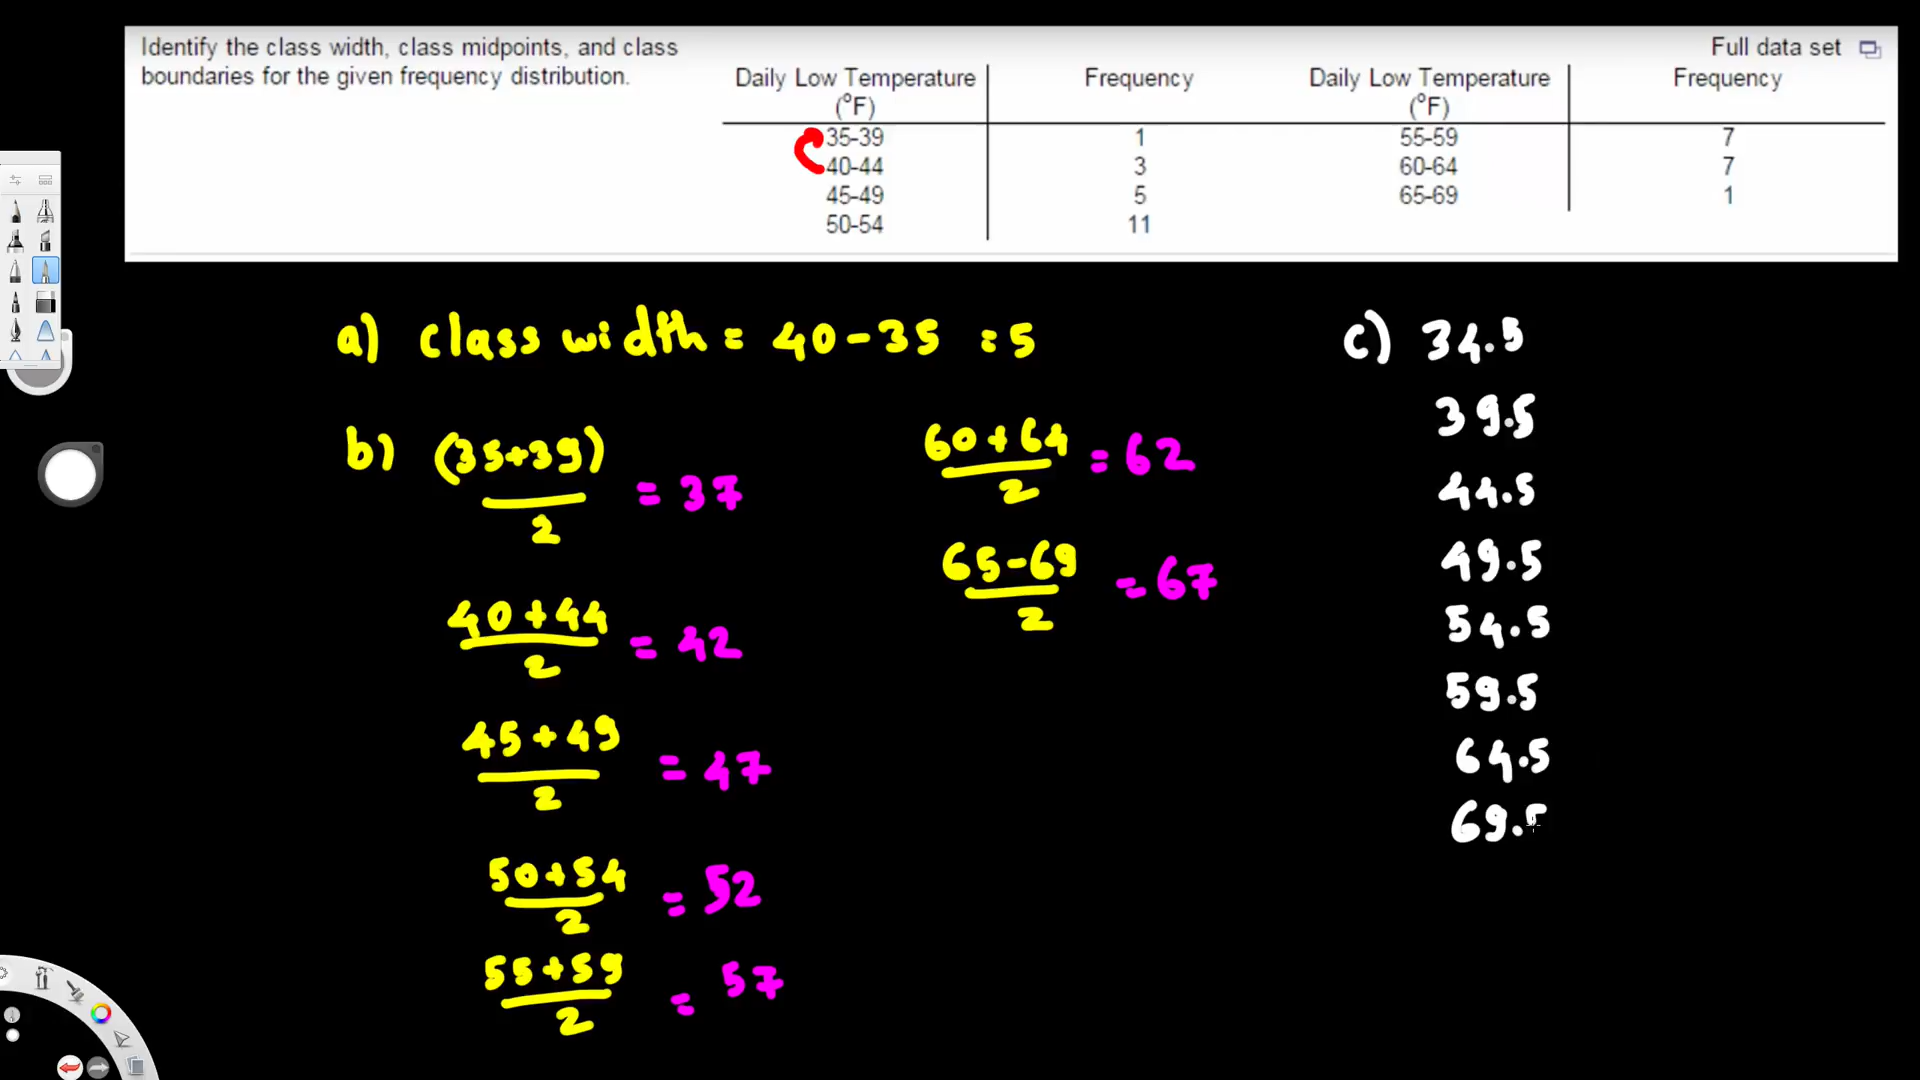 Identify the class width, class midpoints, and class
boundaries for the given frequency distribution.
Full data set
Daily Low Temperature Frequency Daily Low Temperature Frequency
(°F) (°F)
35-39 1 55-59 7
40-44 3 60-64 7
45-49 5 65-69 1
50-54 11
a) class width = 40-35 = 5
b) (35+39)
2
= 37
40+44
2
= 42
45+49
2
= 47
50+54
2
= 52
55+59
2
= 57
60+64
2
= 62
65-69
2
= 67
c) 34.5
39.5
44.5
49.5
54.5
59.5
64.5
69.5